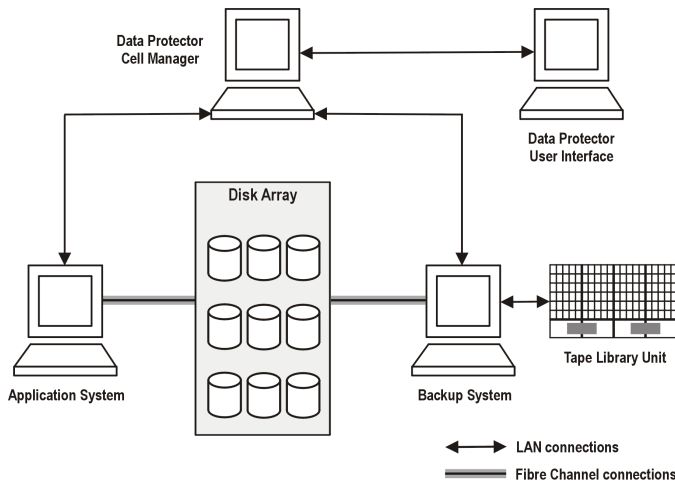 Data Protector
Cell Manager
Data Protector
User Interface
Disk Array
Application System
Backup System
Tape Library Unit
LAN connections
Fibre Channel connections